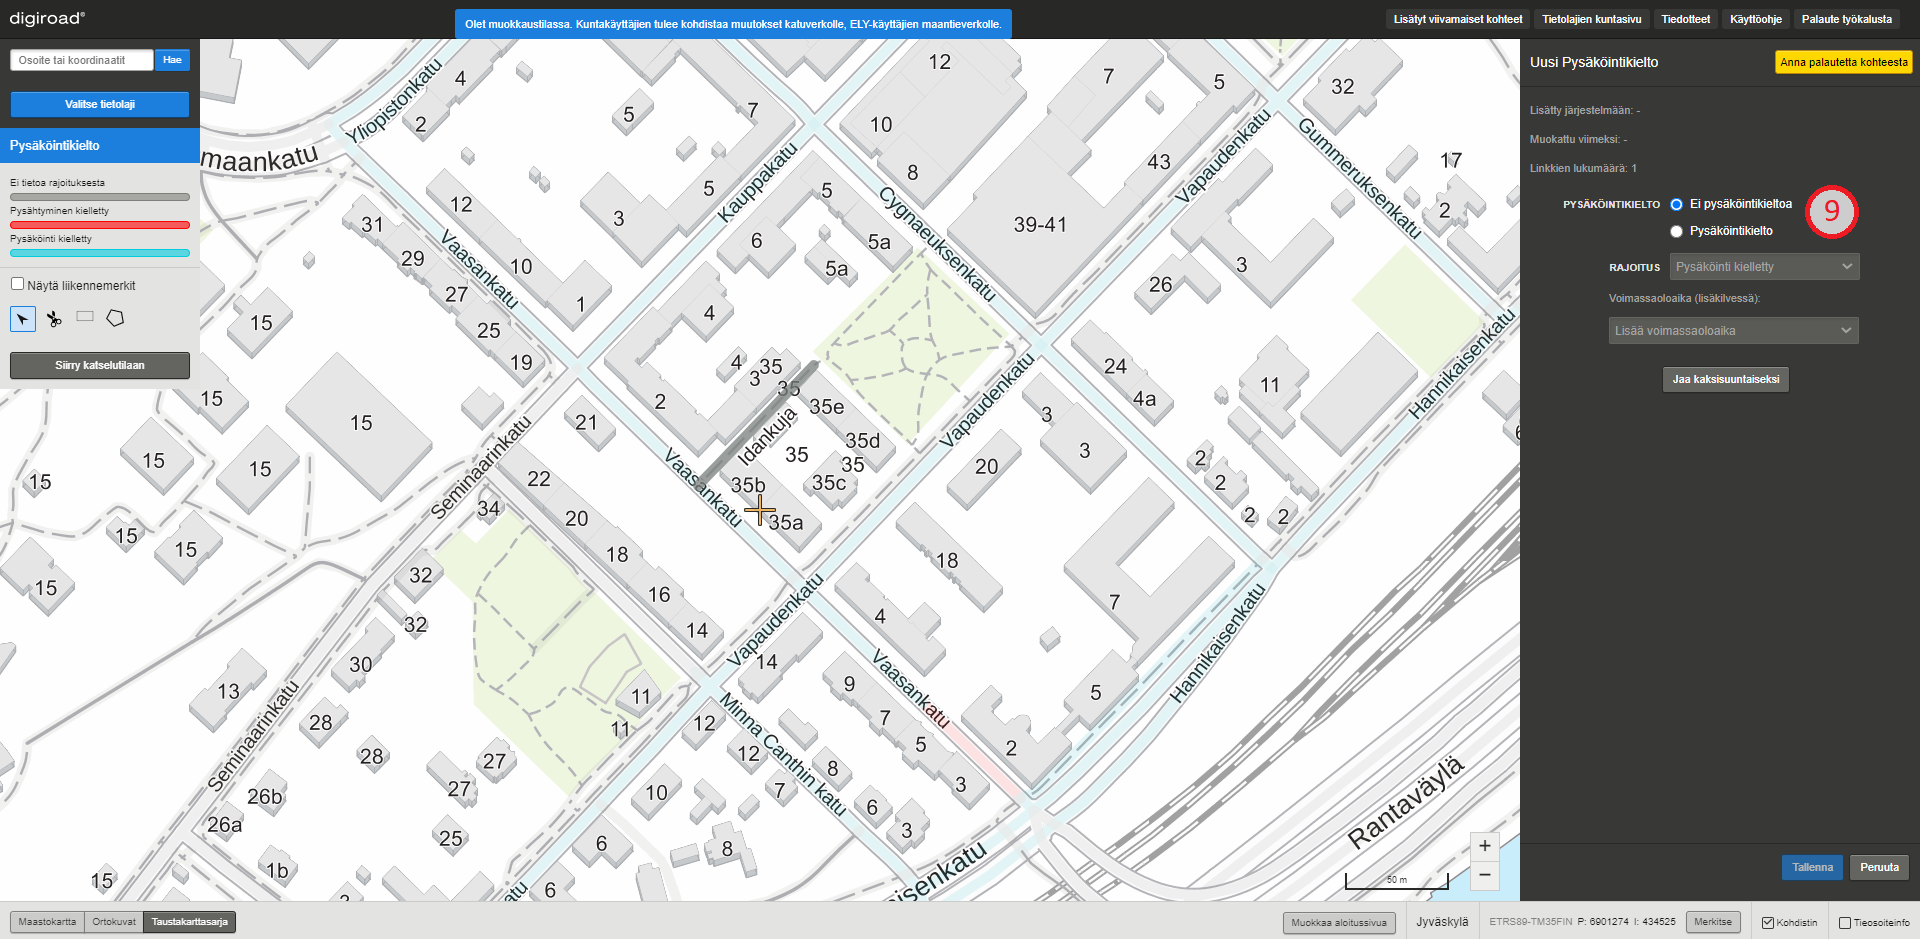 digiroad®
Olet muokkaustilassa. Kuntakäyttäjien tulee kohdistaa muutokset katuverkolle, ELY-käyttäjien maantieverkolle.
Lisätyt viivamaiset kohteet
Tietolajien kuntasivu
Tiedotteet
Käyttöohje
Palaute työkalusta
Osoite tai koordinaatit
Hae
Valitse tietolaji
Pysäköintikielto
Ei tietoa rajoituksesta
Pysähtyminen kielletty
Pysäköinti kielletty
Näytä liikennemerkit
Siirry katselutilaan
Uusi Pysäköintikielto
Anna palautetta kohteesta
Lisätty järjestelmään: -
Muokattu viimeksi: -
Linkkien lukumäärä: 1
PYSÄKÖINTIKIELTO
Ei pysäköintikieltoa
9
Pysäköintikielto
RAJOITUS
Pysäköinti kielletty
Voimassaoloaika (lisäkilvessä):
Lisää voimassaoloaika
Jaa kaksisuuntaiseksi
Tallenna
Peruuta
Yliopistonkatu
maankatu
Kauppakatu
Vaasankatu
Cygnaeuksenkatu
Vapaudenkatu
Gummeruksenkatu
Hannikaisenkatu
Seminaarinkatu
Idankuja
Vaasankatu
Vapaudenkatu
Vapaudenkatu
Vaasankatu
Hannikaisenkatu
Minna Canthin katu
Seminaarinkatu
isenkatu
Rantaväylä
4
2
5
7
12
10
8
7
5
32
43
17
2
39-41
3
26
12
10
1
3
5
6
5
5a
5a
31
29
27
25
19
15
4
2
4
3
35
35
35e
35d
35
35
35c
35b
35a
24
4a
11
3
3
20
2
2
2
2
21
22
20
18
16
14
34
32
32
30
28
28
13
15
15
15
15
15
15
15
15
15
18
7
4
5
2
14
9
7
5
3
11
11
12
12
10
8
7
6
3
8
6
6
27
27
25
26b
26a
1b
3
+
−
50 m
Maastokartta
Ortokuvat
Taustakarttasarja
Muokkaa aloitussivua
Jyväskylä
ETRS89-TM35FIN P: 6901274 I: 434525
Merkitse
Kohdistin
Tieosoiteinfo